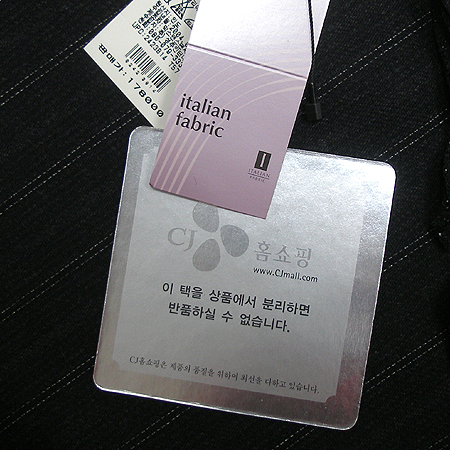 판매가: 178000
italian
fabric
I
ITALIAN
FABRIC
CJ 홈쇼핑
www.CJmall.com
이 택을 상품에서 분리하면
반품하실 수 없습니다.
CJ홈쇼핑은 제품의 품질을 위하여 최선을 다하고 있습니다.